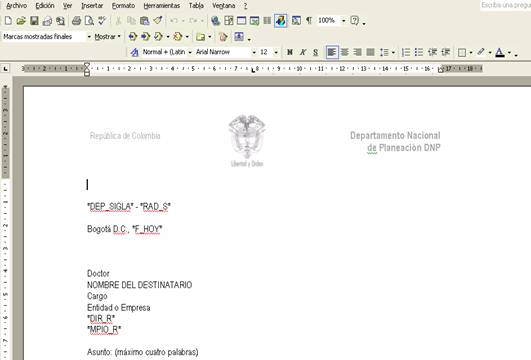 Archivo Edición Ver Insertar Formato Herramientas Tabla Ventana ?
Escriba una pregu
100%
Marcas mostradas finales Mostrar
Normal + (Latin Arial Narrow 12 N K S
República de Colombia
Libertad y Orden
Departamento Nacional
de Planeación DNP
"DEP_SIGLA" - "RAD_S"
Bogotá D.C., "F_HOY"
Doctor
NOMBRE DEL DESTINATARIO
Cargo
Entidad o Empresa
"DIR_R"
"MPIO_R"
Asunto: (máximo cuatro palabras)